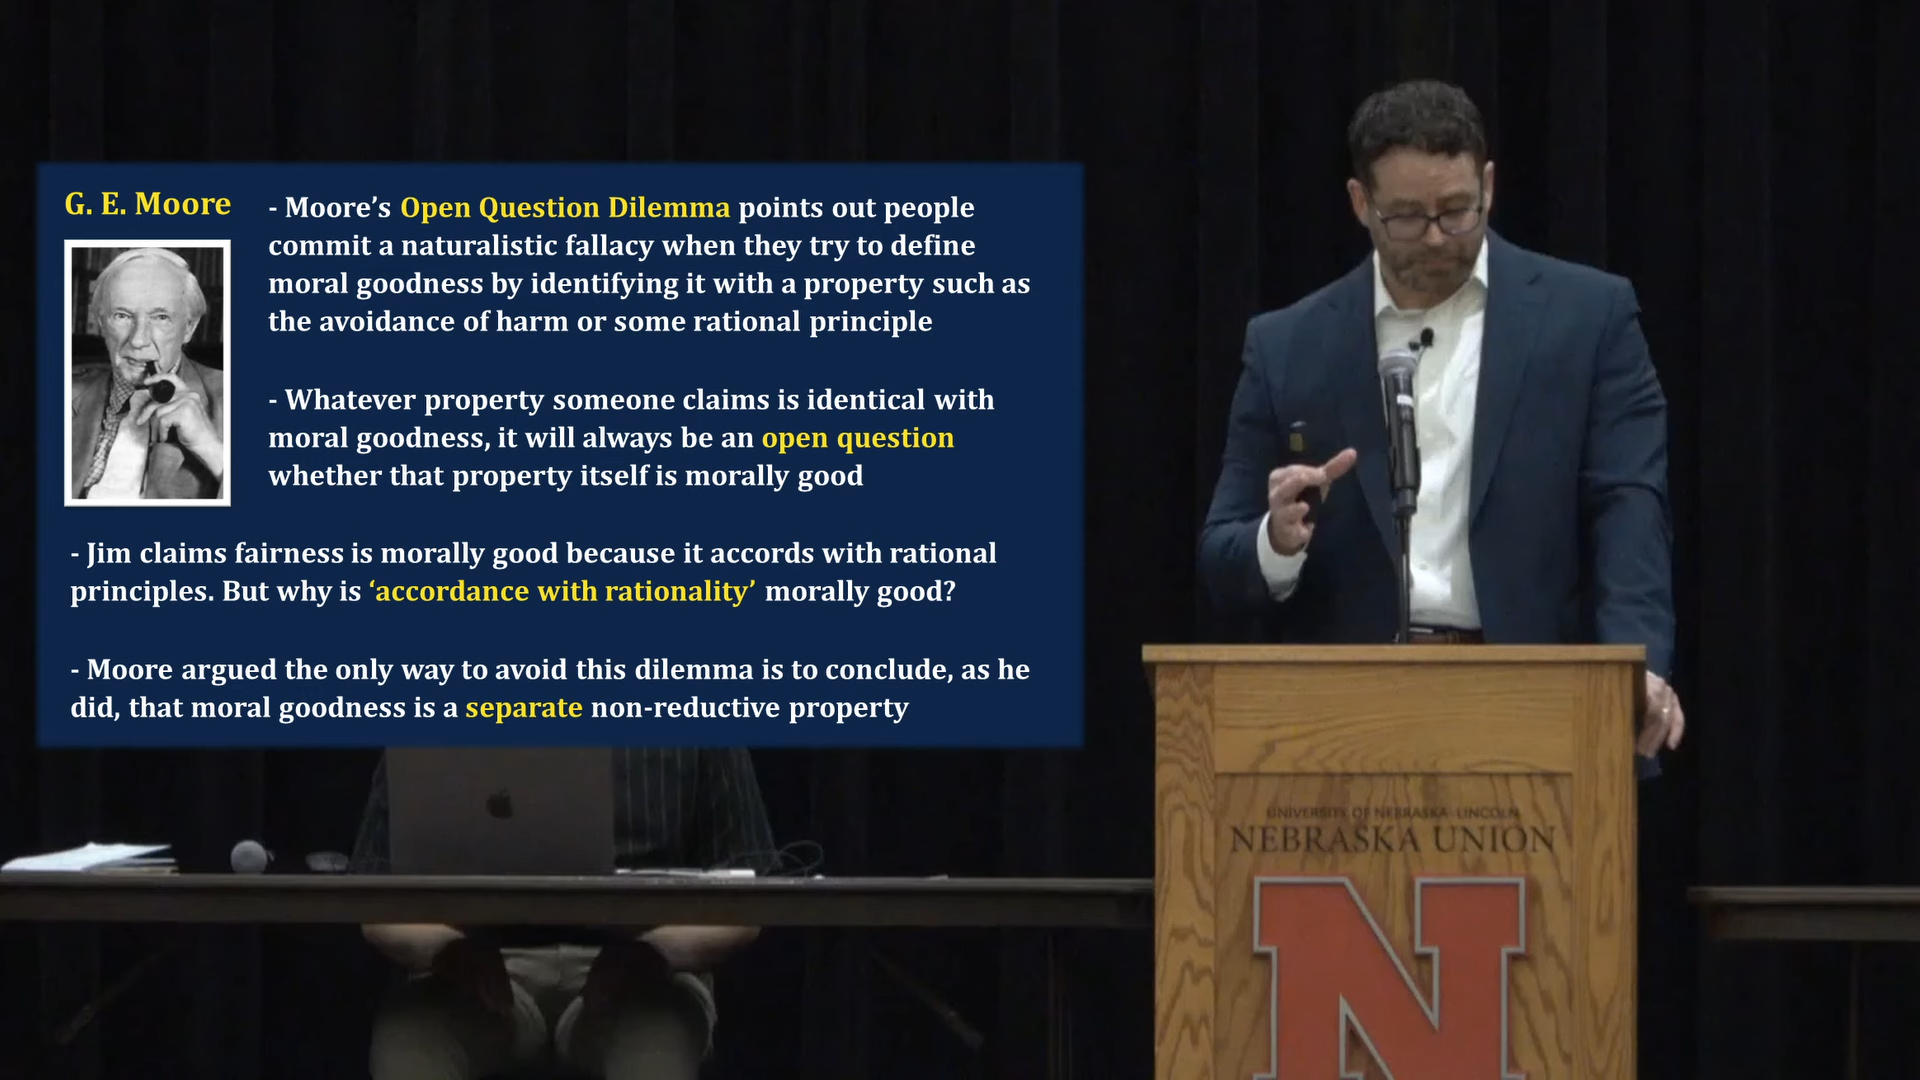 G. E. Moore
- Moore’s Open Question Dilemma points out people
commit a naturalistic fallacy when they try to define
moral goodness by identifying it with a property such as
the avoidance of harm or some rational principle
- Whatever property someone claims is identical with
moral goodness, it will always be an open question
whether that property itself is morally good
- Jim claims fairness is morally good because it accords with rational
principles. But why is ‘accordance with rationality’ morally good?
- Moore argued the only way to avoid this dilemma is to conclude, as he
did, that moral goodness is a separate non-reductive property
UNIVERSITY OF NEBRASKA-LINCOLN
NEBRASKA UNION
N